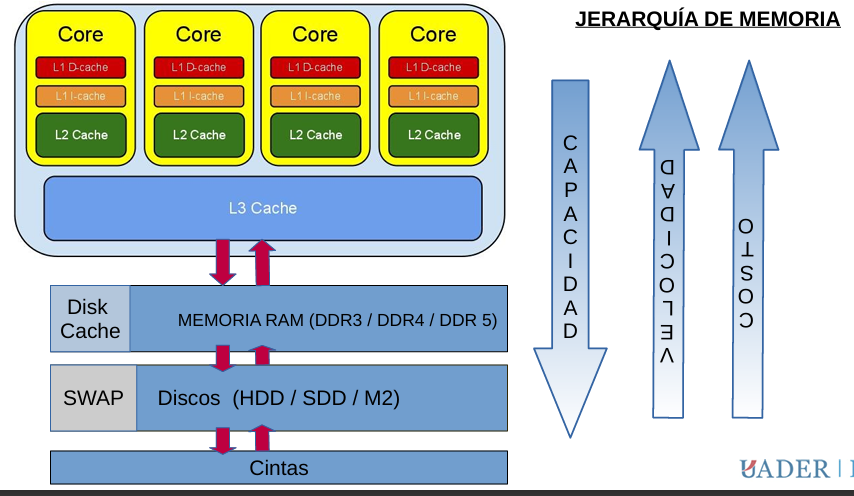 JERARQUÍA DE MEMORIA
Core Core Core Core
L1 D-cache L1 D-cache L1 D-cache L1 D-cache
L1 I-cache L1 I-cache L1 I-cache L1 I-cache
L2 Cache L2 Cache L2 Cache L2 Cache
L3 Cache
Disk
Cache
MEMORIA RAM (DDR3 / DDR4 / DDR 5)
SWAP
Discos (HDD / SDD / M2)
Cintas
CAPACIDAD
VELOCIDAD
COSTO
UADER